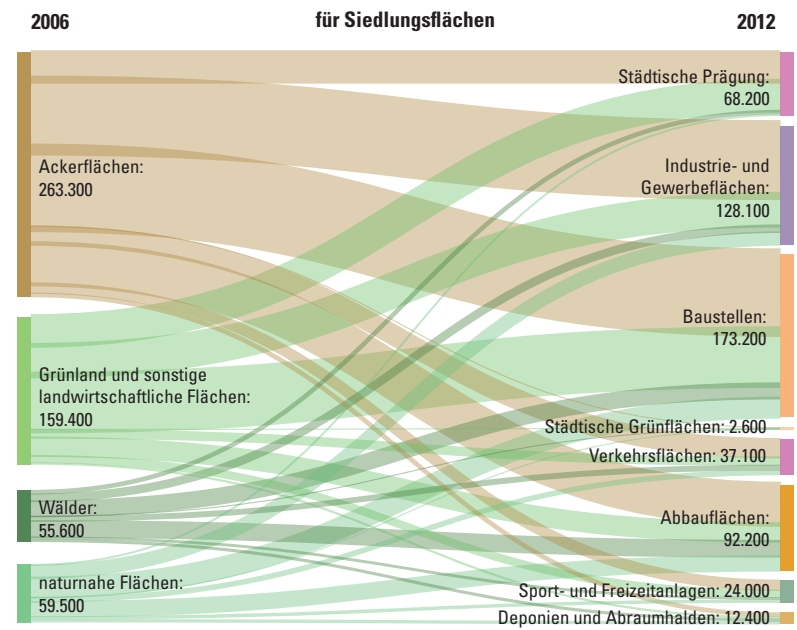 2006
für Siedlungsflächen
2012
Ackerflächen:
263.300
Grünland und sonstige
landwirtschaftliche Flächen:
159.400
Wälder:
55.600
naturnahe Flächen:
59.500
Städtische Prägung:
68.200
Industrie- und
Gewerbeflächen:
128.100
Baustellen:
173.200
Städtische Grünflächen: 2.600
Verkehrsflächen: 37.100
Abbauflächen:
92.200
Sport- und Freizeitanlagen: 24.000
Deponien und Abraumhalden: 12.400